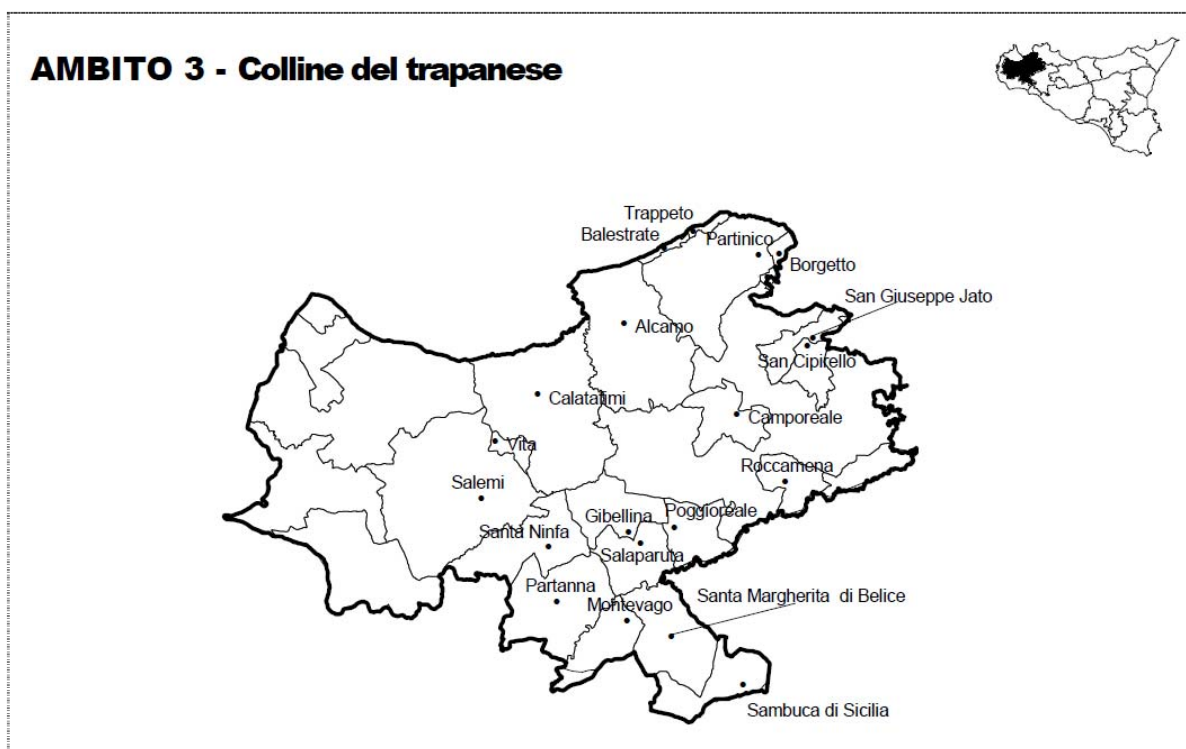 AMBITO 3 - Colline del trapanese
Trappeto
Balestrate
Partinico
Borgetto
San Giuseppe Jato
Alcamo
San Cipirello
Calatafimi
Camporeale
Vita
Roccamena
Salemi
Gibellina
Poggioreale
Santa Ninfa
Salaparuta
Partanna
Montevago
Santa Margherita di Belice
Sambuca di Sicilia